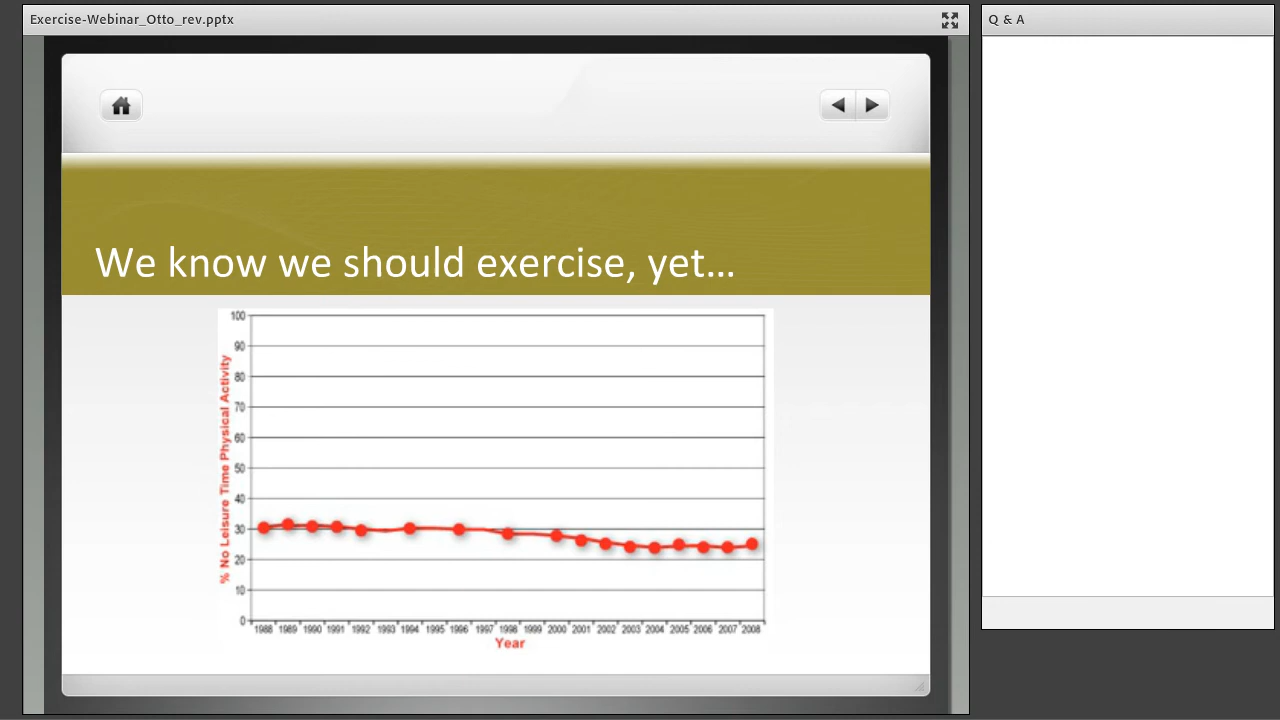 Exercise-Webinar_Otto_rev.pptx
Q & A
We know we should exercise, yet...
% No Leisure Time Physical Activity
100
90
80
70
60
50
40
30
20
10
0
1988 1989 1990 1991 1992 1993 1994 1995 1996 1997 1998 1999 2000 2001 2002 2003 2004 2005 2006 2007 2008
Year